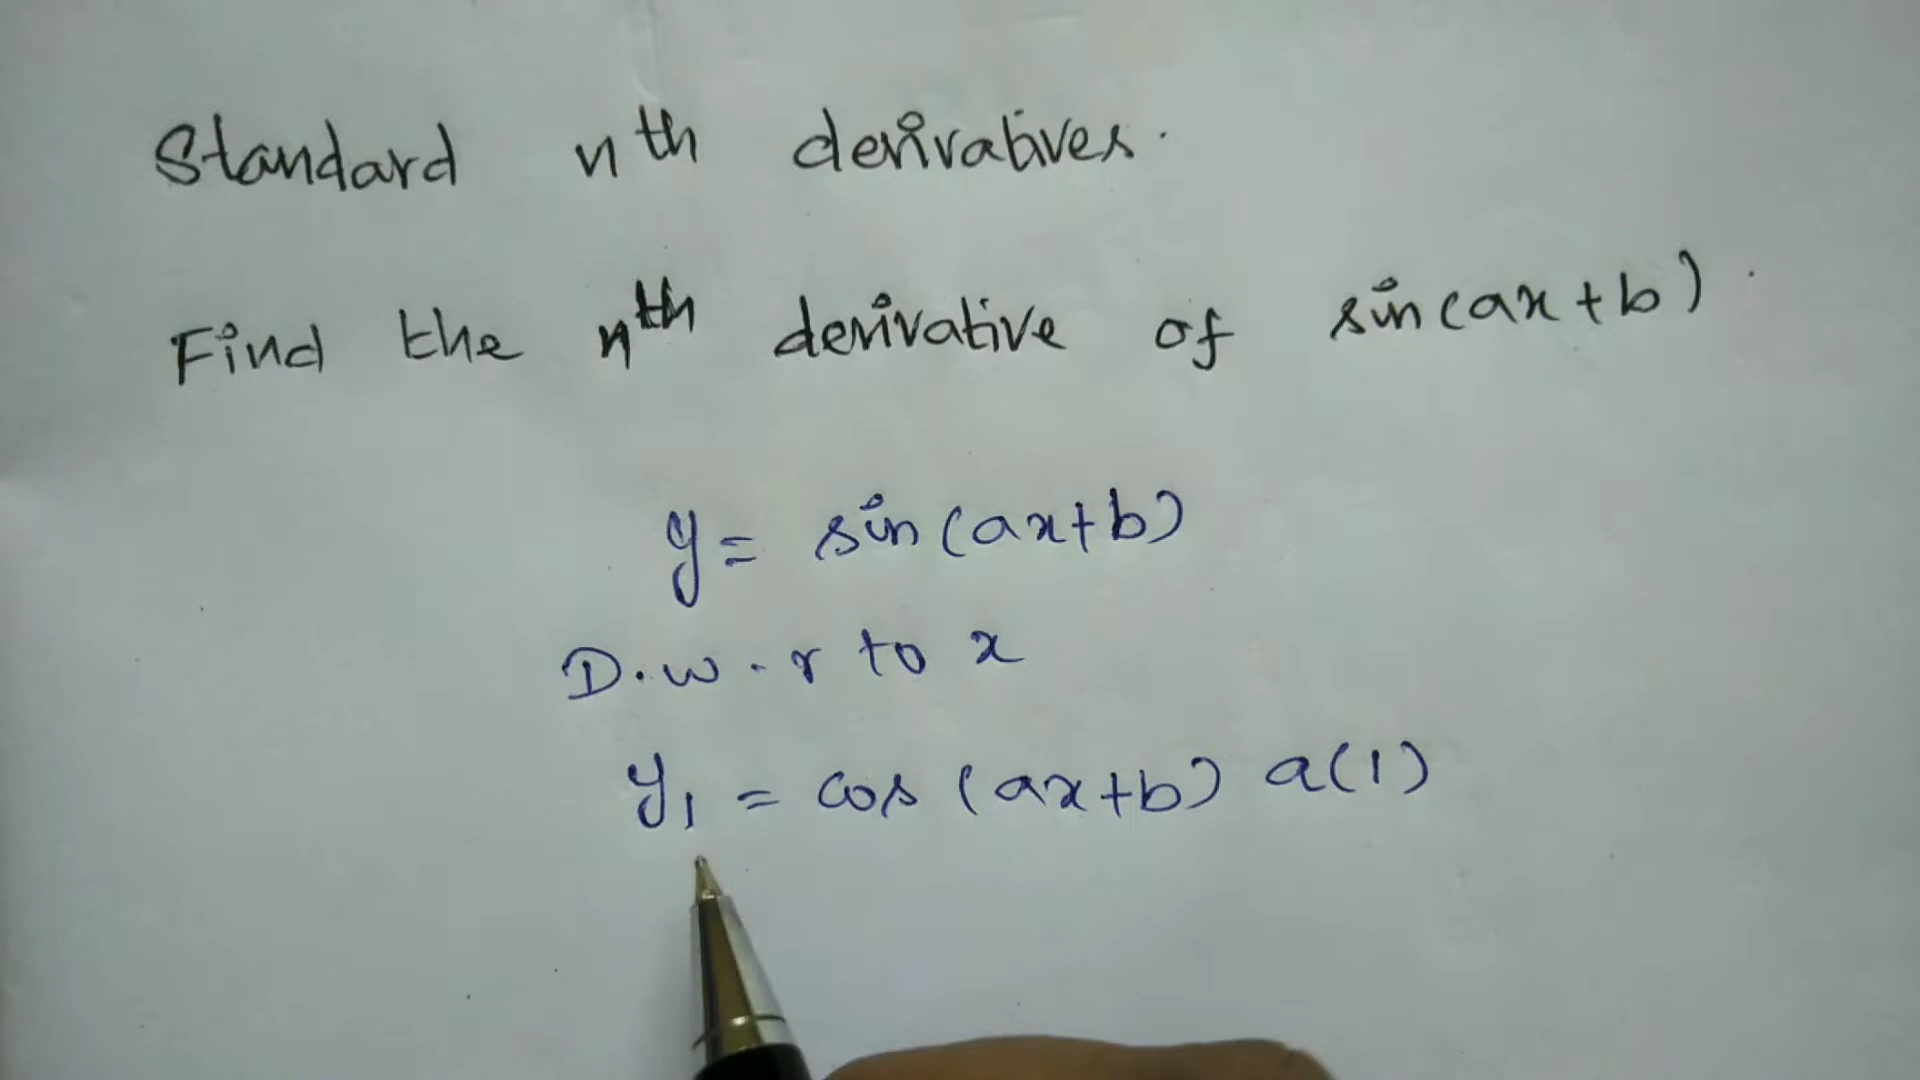 Standard nth derivatives.
Find the nth derivative of sin(ax+b).
y = sin(ax+b)
D.w.r to x
y₁ = cos(ax+b) a(1)